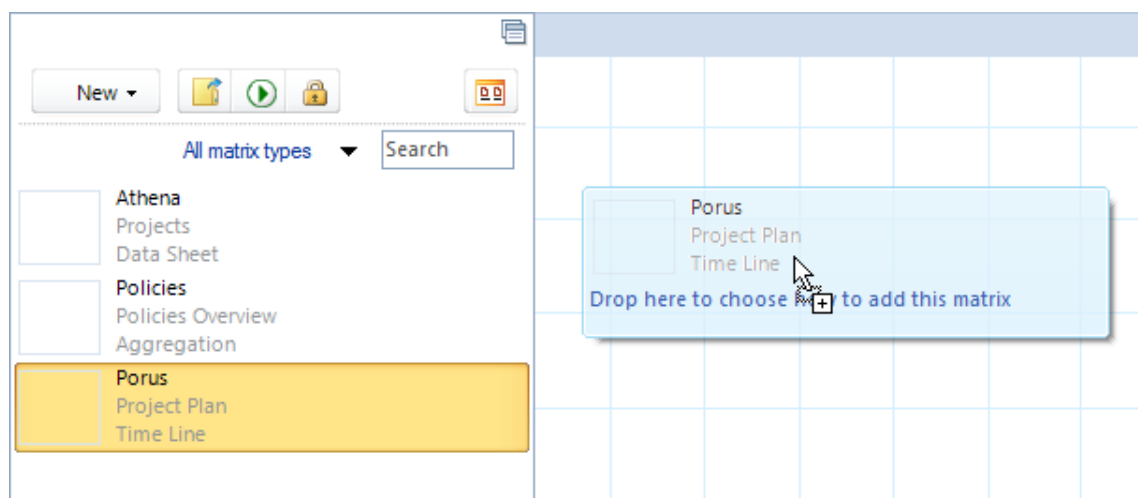 New
All matrix types
Search
Athena
Projects
Data Sheet
Policies
Policies Overview
Aggregation
Porus
Project Plan
Time Line
Porus
Project Plan
Time Line
Drop here to choose to add this matrix